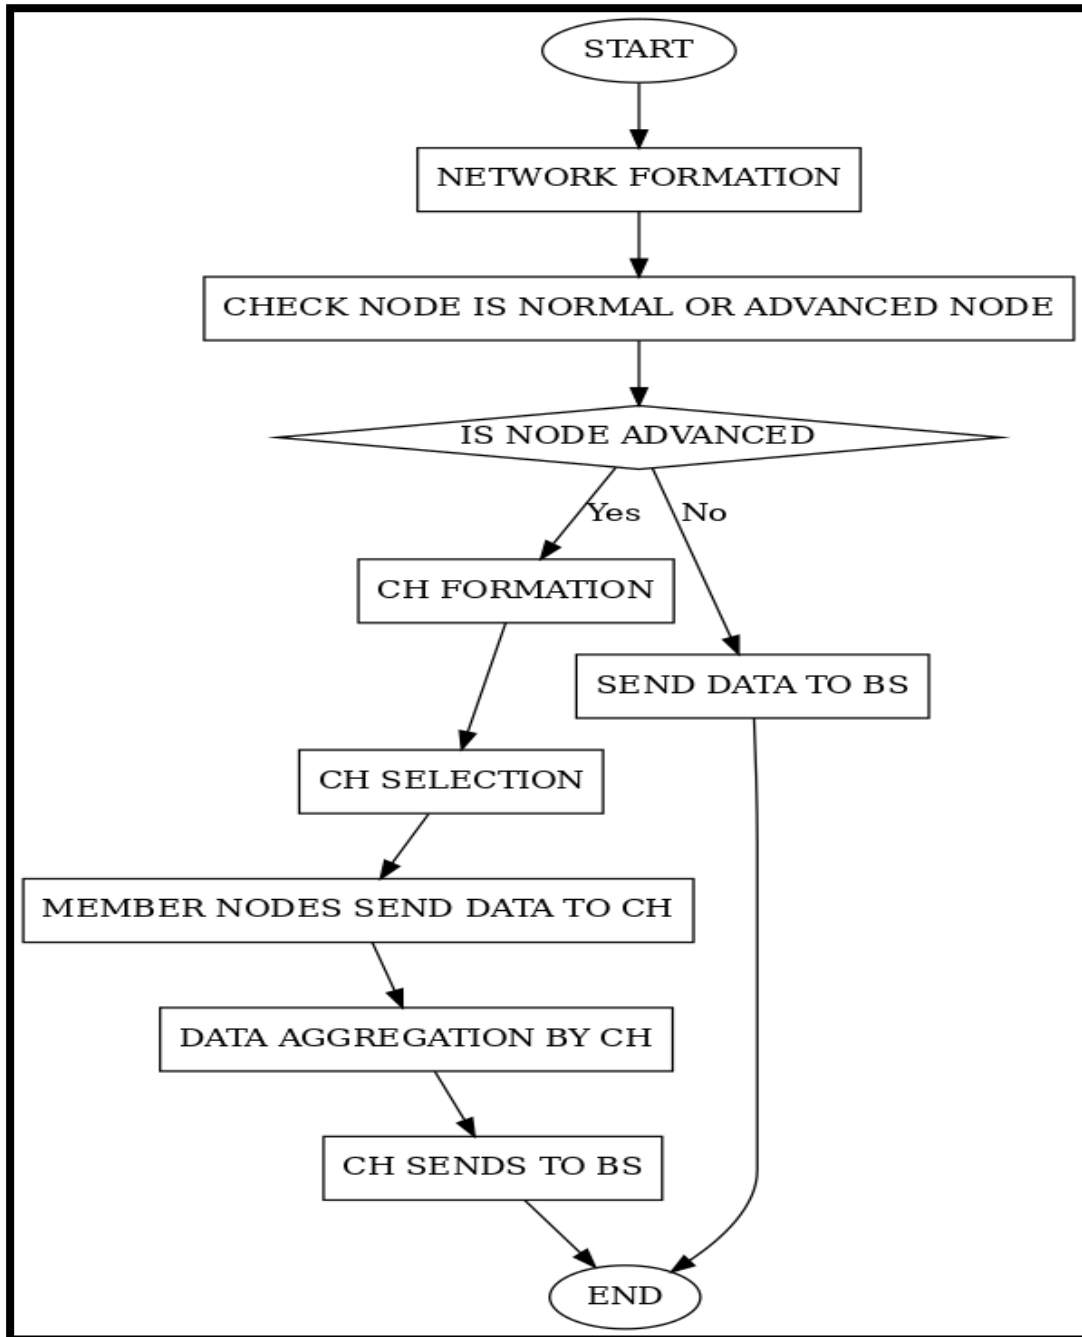 START
NETWORK FORMATION
CHECK NODE IS NORMAL OR ADVANCED NODE
IS NODE ADVANCED
Yes
No
CH FORMATION
SEND DATA TO BS
CH SELECTION
MEMBER NODES SEND DATA TO CH
DATA AGGREGATION BY CH
CH SENDS TO BS
END